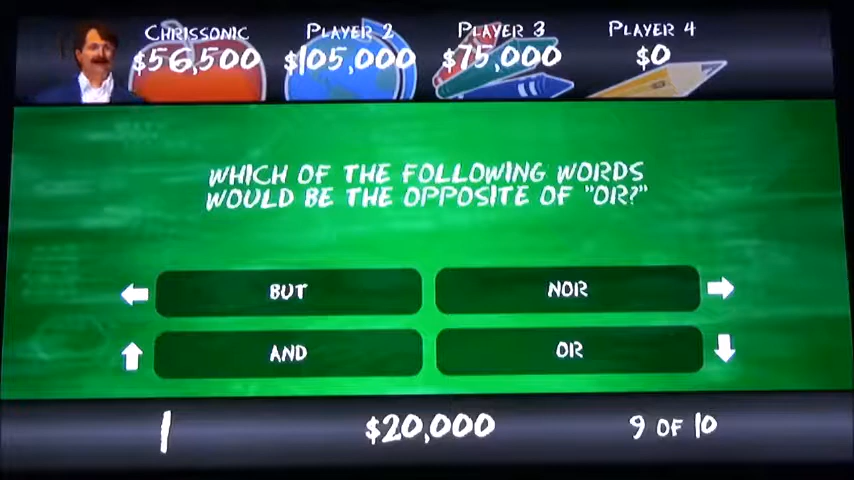 CHRISSONIC
$56,500
PLAYER 2
$105,000
PLAYER 3
$75,000
PLAYER 4
$0
WHICH OF THE FOLLOWING WORDS
WOULD BE THE OPPOSITE OF "OR?"
BUT
NOR
AND
OR
1
$20,000
9 OF 10